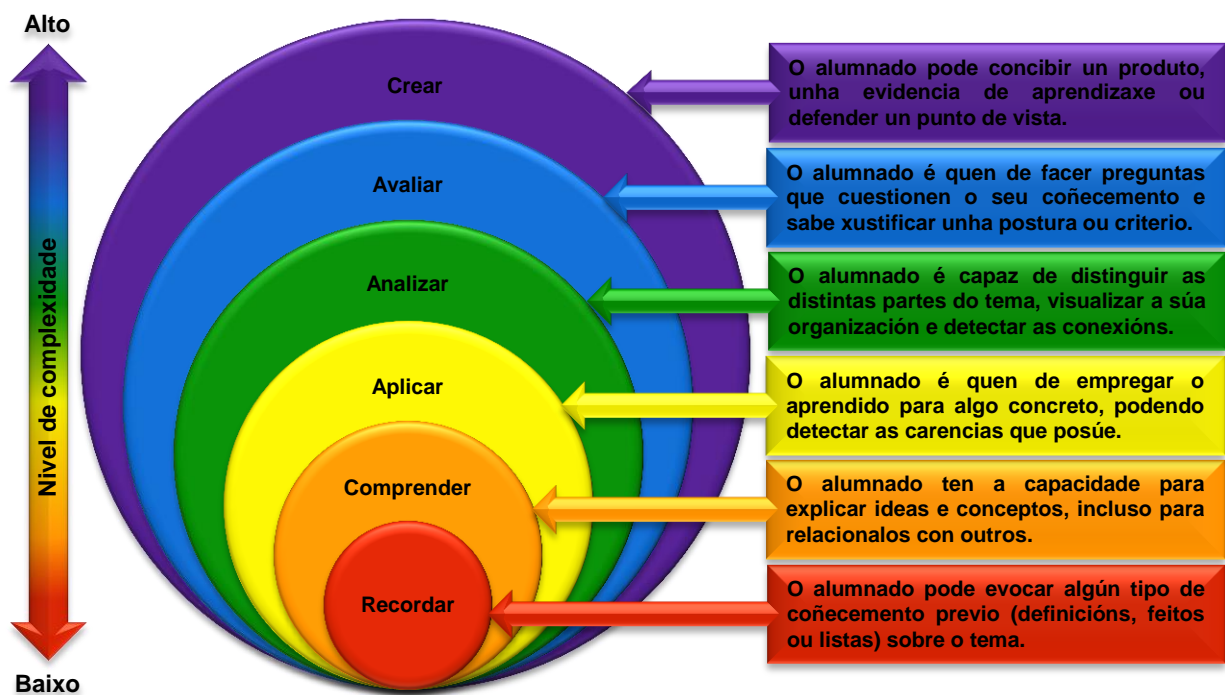 Alto
Nivel de complexidade
Baixo
Crear
O alumnado pode concibir un produto,
unha evidencia de aprendizaxe ou
defender un punto de vista.
Avaliar
O alumnado é quen de facer preguntas
que cuestionen o seu coñecemento e
sabe xustificar unha postura ou criterio.
Analizar
O alumnado é capaz de distinguir as
distintas partes do tema, visualizar a súa
organización e detectar as conexións.
Aplicar
O alumnado é quen de empregar o
aprendido para algo concreto, podendo
detectar as carencias que posúe.
Comprender
O alumnado ten a capacidade para
explicar ideas e conceptos, incluso para
relacionalos con outros.
Recordar
O alumnado pode evocar algún tipo de
coñecemento previo (definicións, feitos
ou listas) sobre o tema.